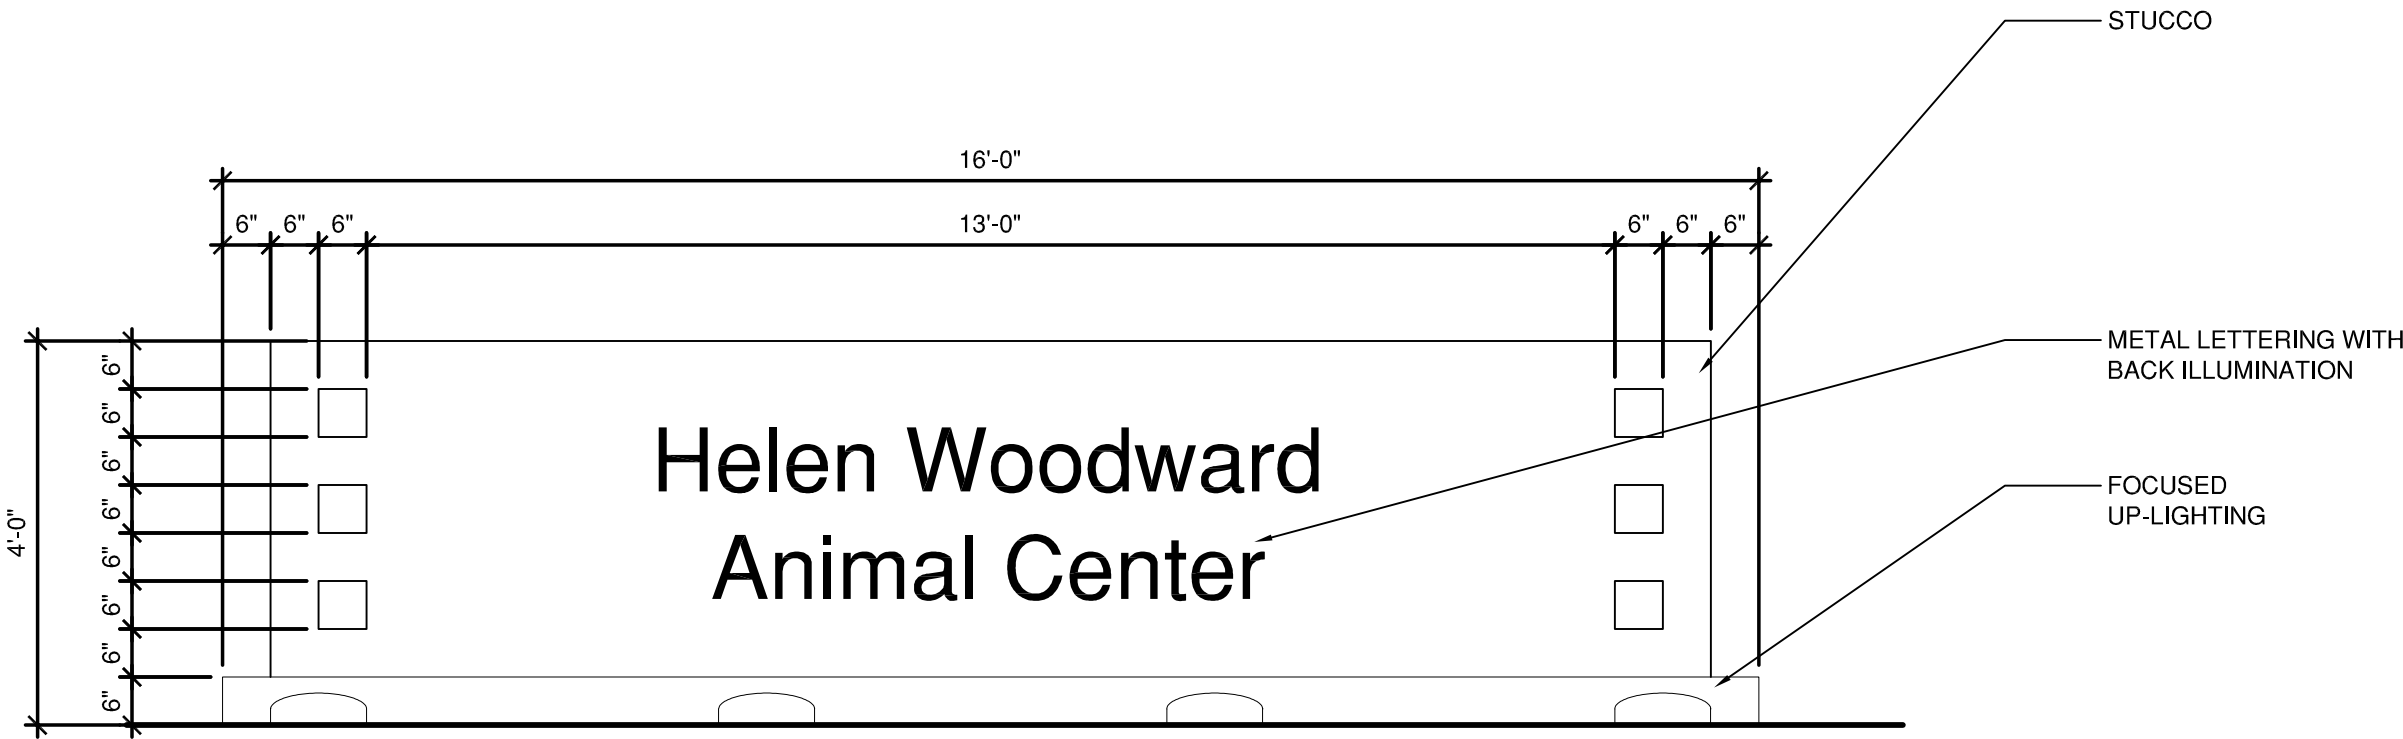 STUCCO
16'-0"
6" 6" 6" 13'-0" 6" 6" 6"
METAL LETTERING WITH
BACK ILLUMINATION
6"
6"
6"
6"
6"
6"
6"
6"
4'-0"
Helen Woodward
Animal Center
FOCUSED
UP-LIGHTING